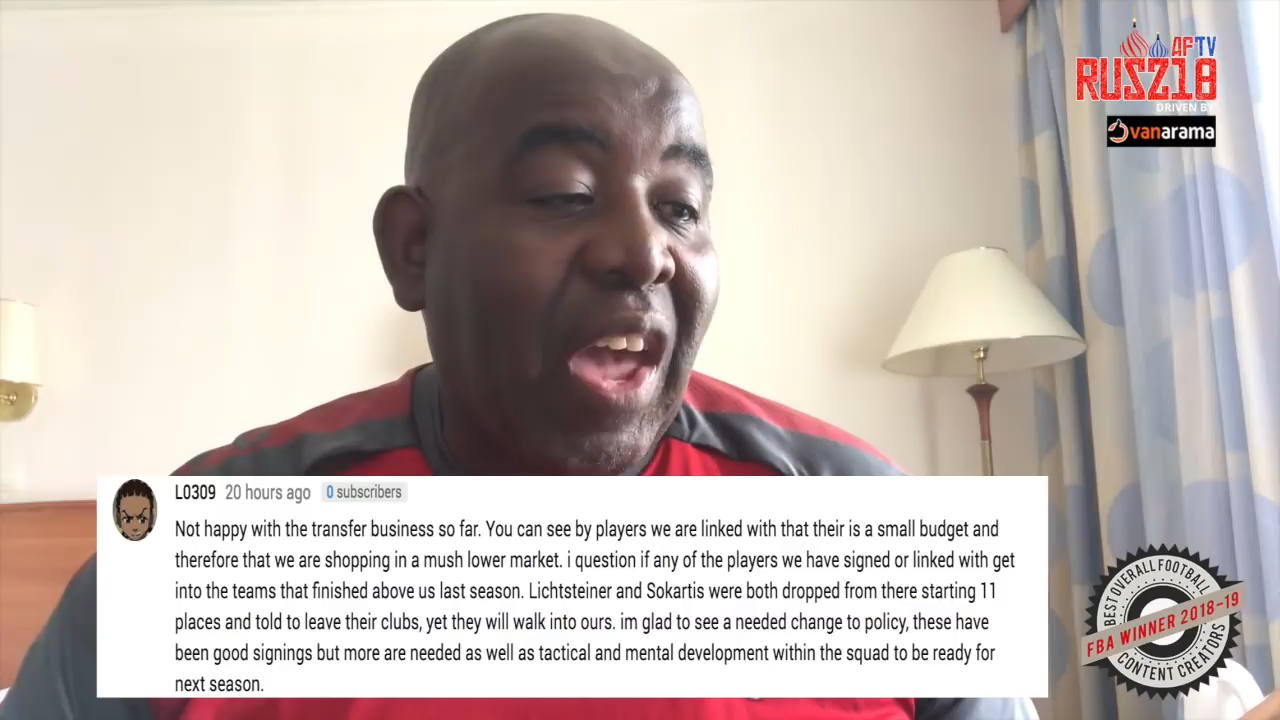 AFTV
RUSZ18
DRIVEN BY
vanarama
L0309 20 hours ago 0 subscribers
Not happy with the transfer business so far. You can see by players we are linked with that their is a small budget and
therefore that we are shopping in a mush lower market. i question if any of the players we have signed or linked with get
into the teams that finished above us last season. Lichtsteiner and Sokartis were both dropped from there starting 11
places and told to leave their clubs, yet they will walk into ours. im glad to see a needed change to policy, these have
been good signings but more are needed as well as tactical and mental development within the squad to be ready for
next season.
BEST OVERALL FOOTBALL
FBA WINNER 2018-19
CONTENT CREATORS